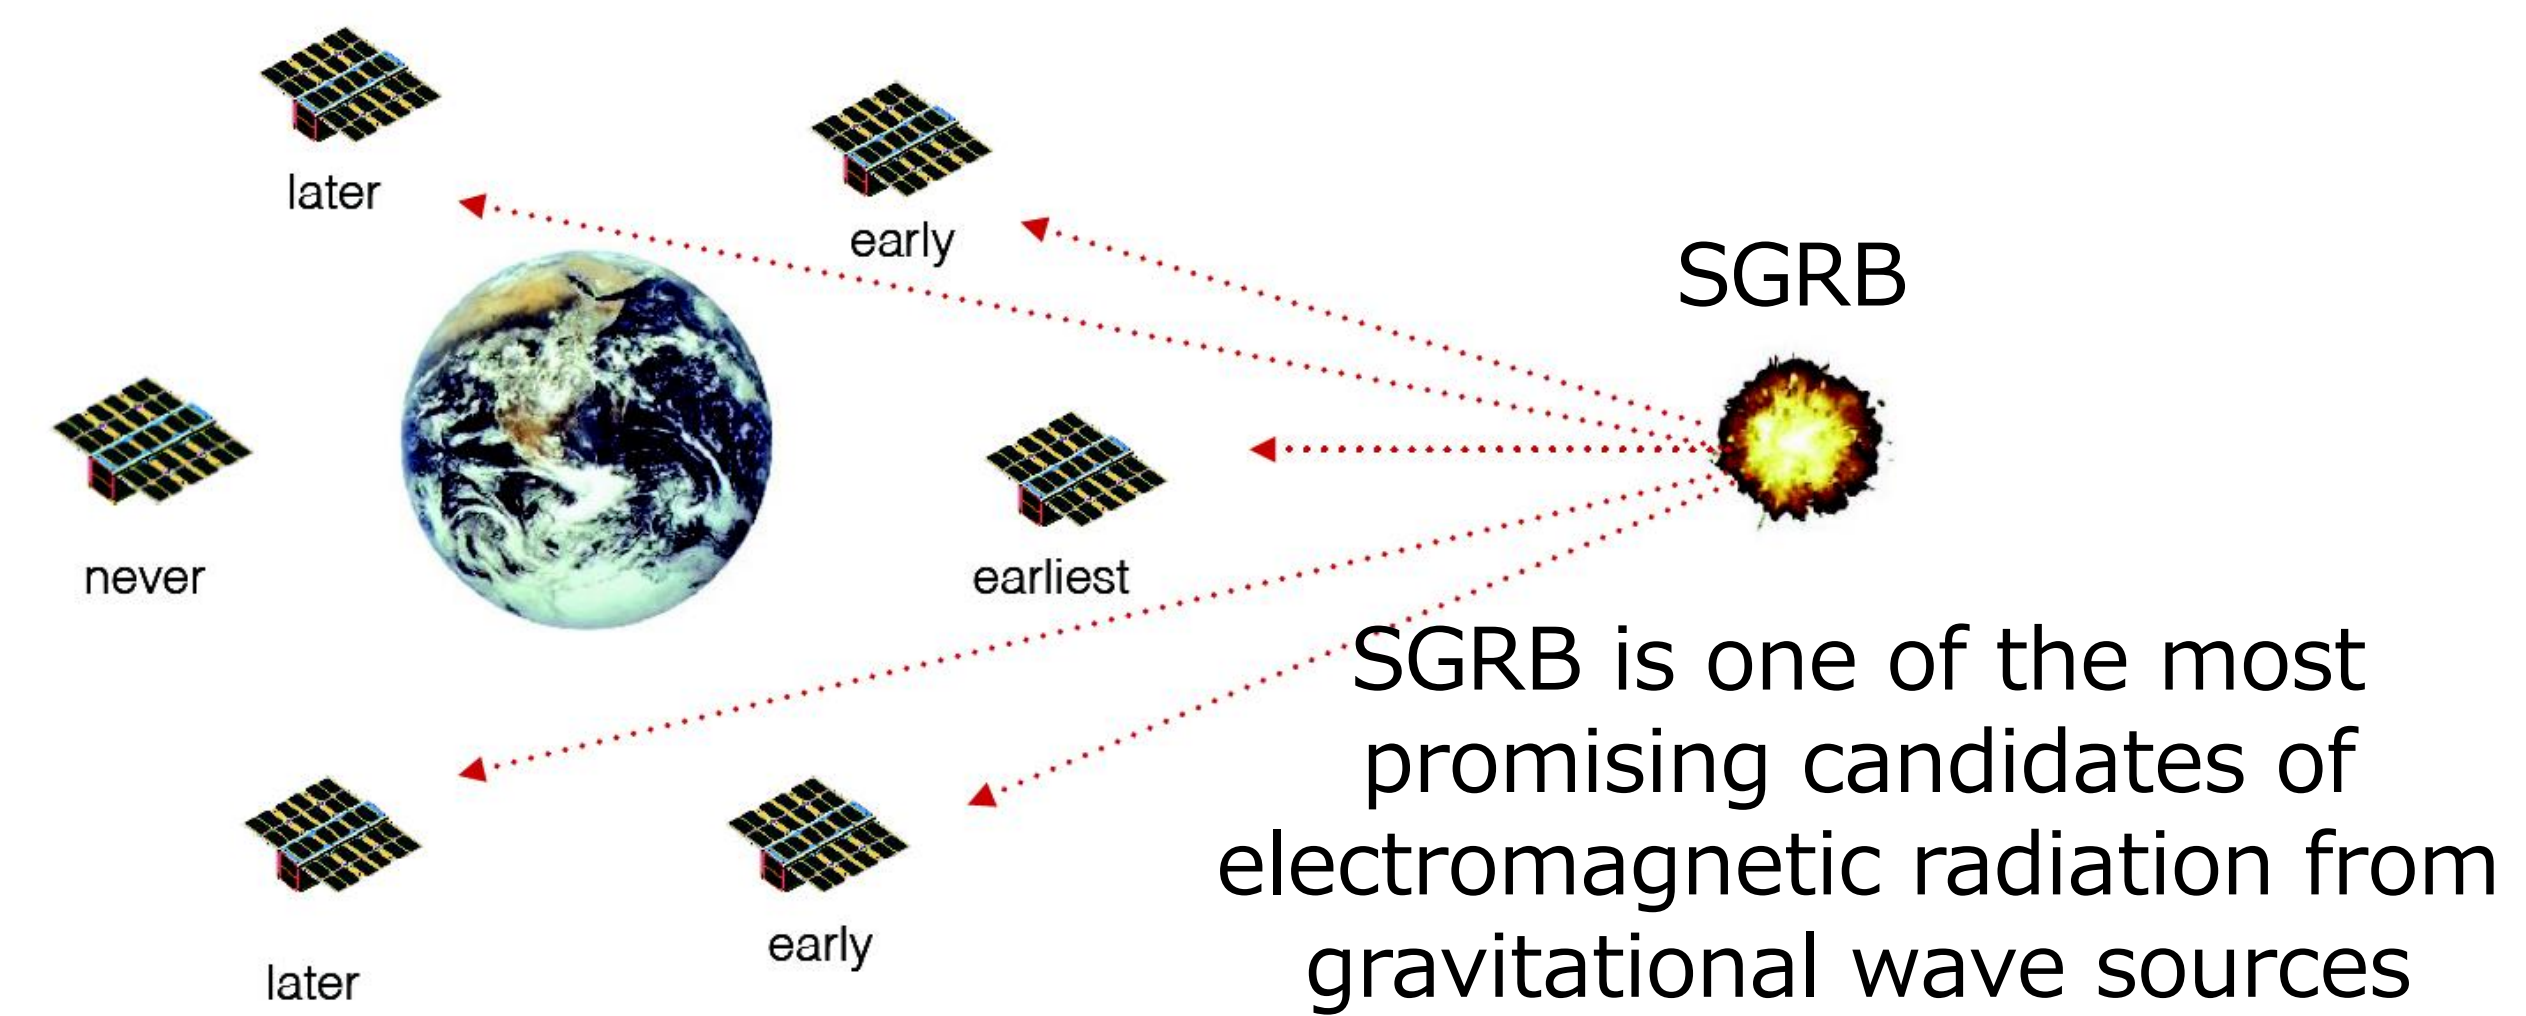 later
early
SGRB
never
earliest
SGRB is one of the most
promising candidates of
electromagnetic radiation from
gravitational wave sources
later
early